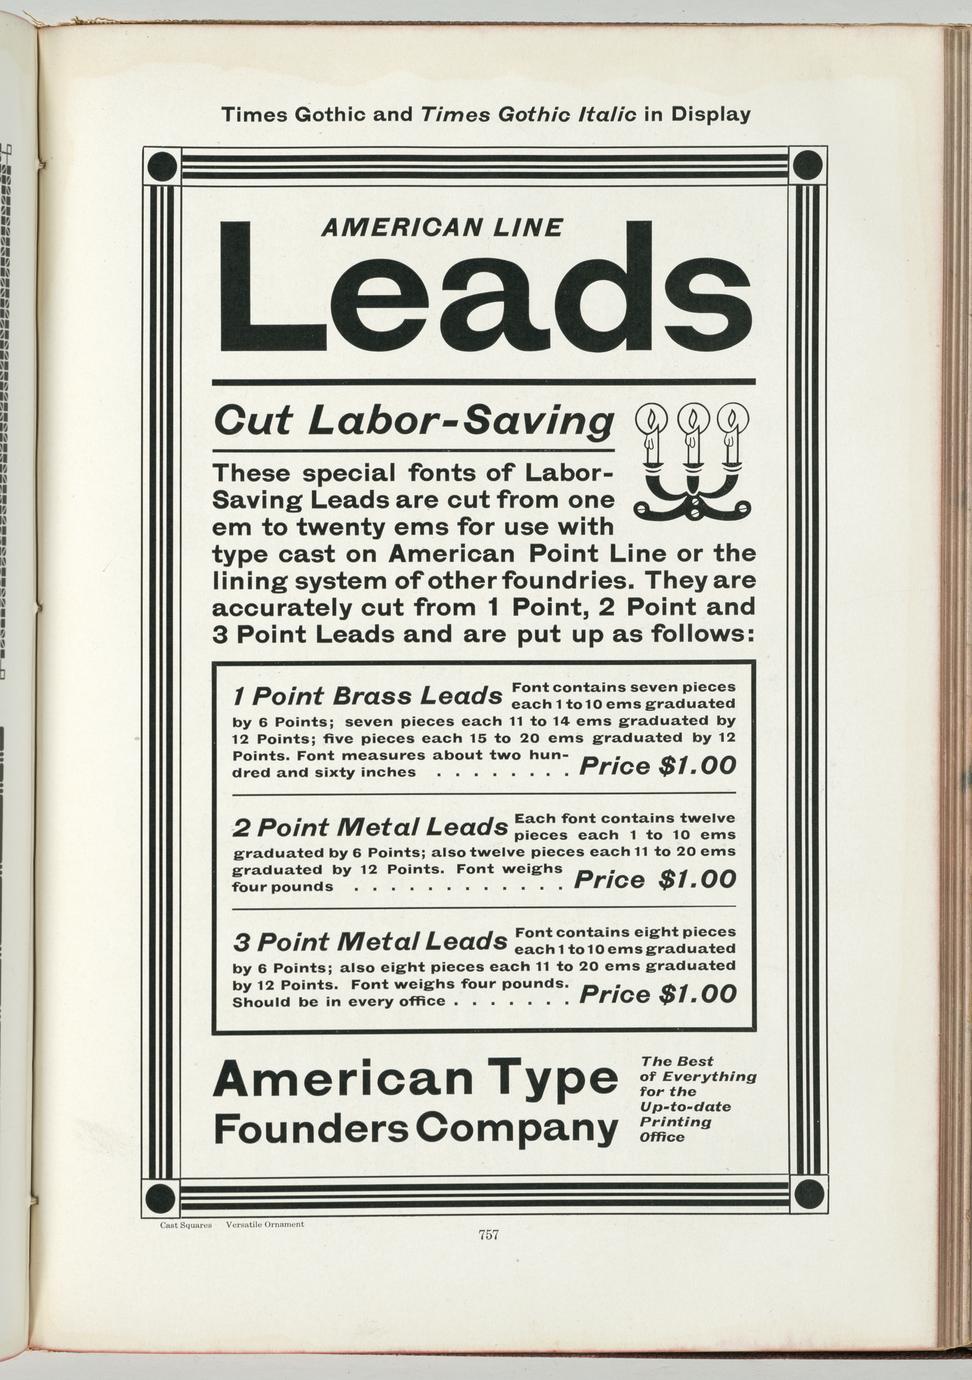 Times Gothic and Times Gothic Italic in Display
AMERICAN LINE
Leads
Cut Labor-Saving
These special fonts of Labor-
Saving Leads are cut from one
em to twenty ems for use with
type cast on American Point Line or the
lining system of other foundries. They are
accurately cut from 1 Point, 2 Point and
3 Point Leads and are put up as follows:
1 Point Brass Leads Font contains seven pieces
each 1 to 10 ems graduated
by 6 Points; seven pieces each 11 to 14 ems graduated by
12 Points; five pieces each 15 to 20 ems graduated by 12
Points. Font measures about two hun-
dred and sixty inches . . . . . . . . Price $1.00
2 Point Metal Leads Each font contains twelve
pieces each 1 to 10 ems
graduated by 6 Points; also twelve pieces each 11 to 20 ems
graduated by 12 Points. Font weighs
four pounds . . . . . . . . . . . . Price $1.00
3 Point Metal Leads Font contains eight pieces
each 1 to 10 ems graduated
by 6 Points; also eight pieces each 11 to 20 ems graduated
by 12 Points. Font weighs four pounds.
Should be in every office . . . . . . . Price $1.00
American Type
Founders Company
The Best
of Everything
for the
Up-to-date
Printing
Office
Cast Squares Versatile Ornament
757